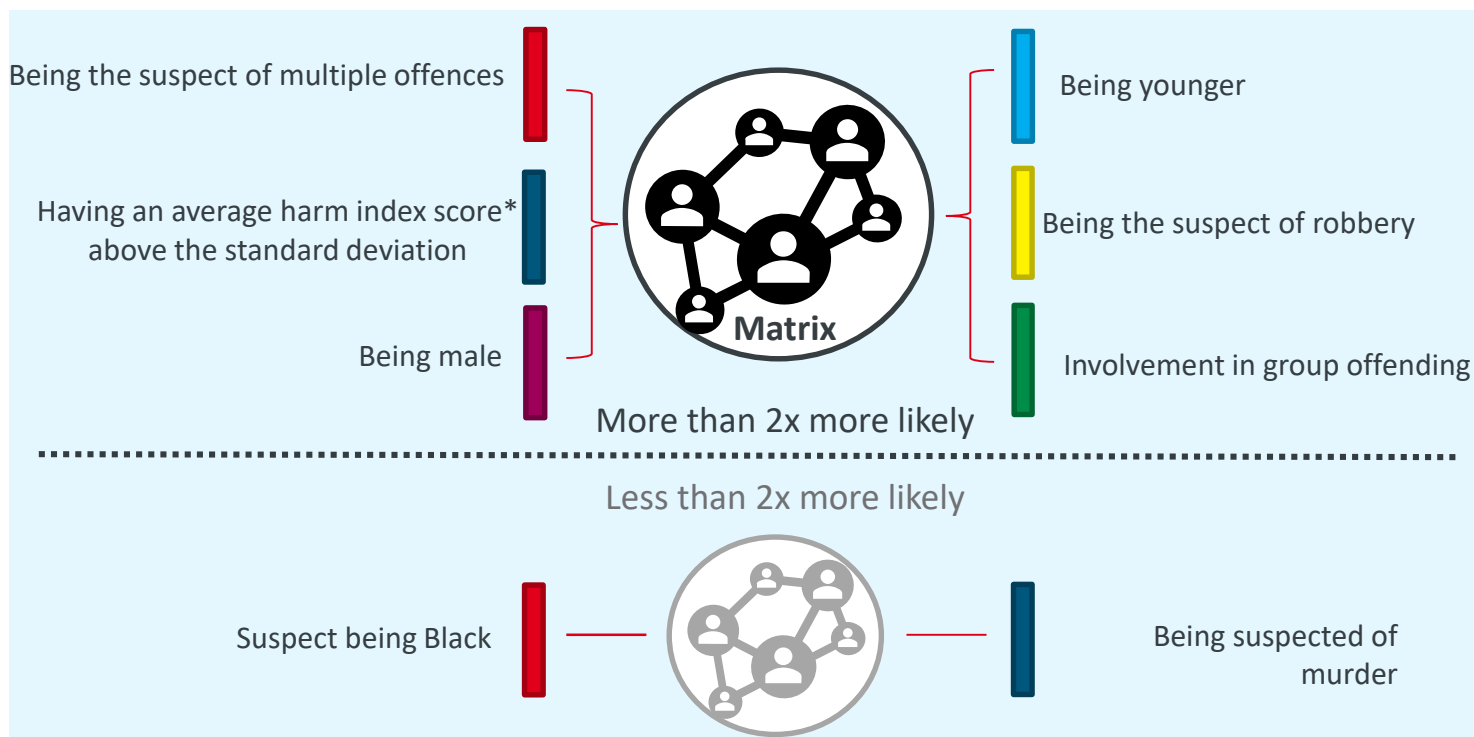 Being the suspect of multiple offences
Having an average harm index score*
above the standard deviation
Being male
Matrix
Being younger
Being the suspect of robbery
Involvement in group offending
More than 2x more likely
Less than 2x more likely
Suspect being Black
Being suspected of
murder